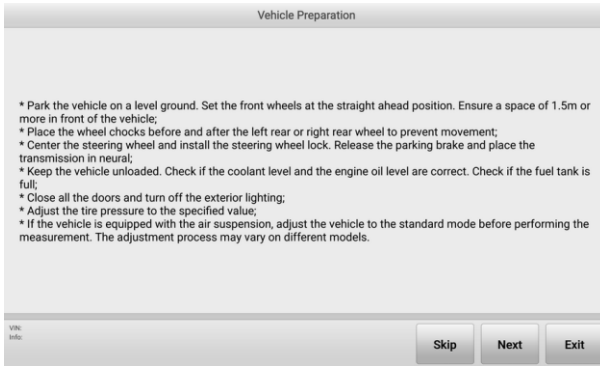 Vehicle Preparation
* Park the vehicle on a level ground. Set the front wheels at the straight ahead position. Ensure a space of 1.5m or
more in front of the vehicle;
* Place the wheel chocks before and after the left rear or right rear wheel to prevent movement;
* Center the steering wheel and install the steering wheel lock. Release the parking brake and place the
transmission in neural;
* Keep the vehicle unloaded. Check if the coolant level and the engine oil level are correct. Check if the fuel tank is
full;
* Close all the doors and turn off the exterior lighting;
* Adjust the tire pressure to the specified value;
* If the vehicle is equipped with the air suspension, adjust the vehicle to the standard mode before performing the
measurement. The adjustment process may vary on different models.
VIN:
Info:
Skip
Next
Exit